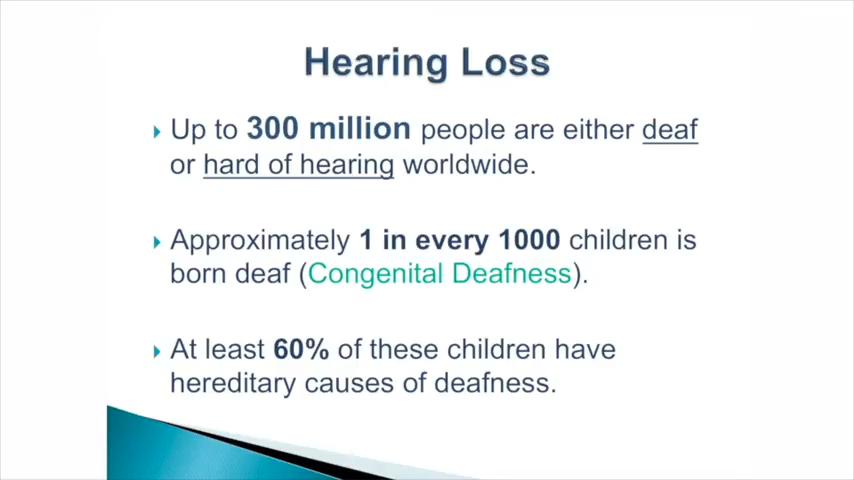 Hearing Loss
Up to 300 million people are either deaf
or hard of hearing worldwide.
Approximately 1 in every 1000 children is
born deaf (Congenital Deafness).
At least 60% of these children have
hereditary causes of deafness.